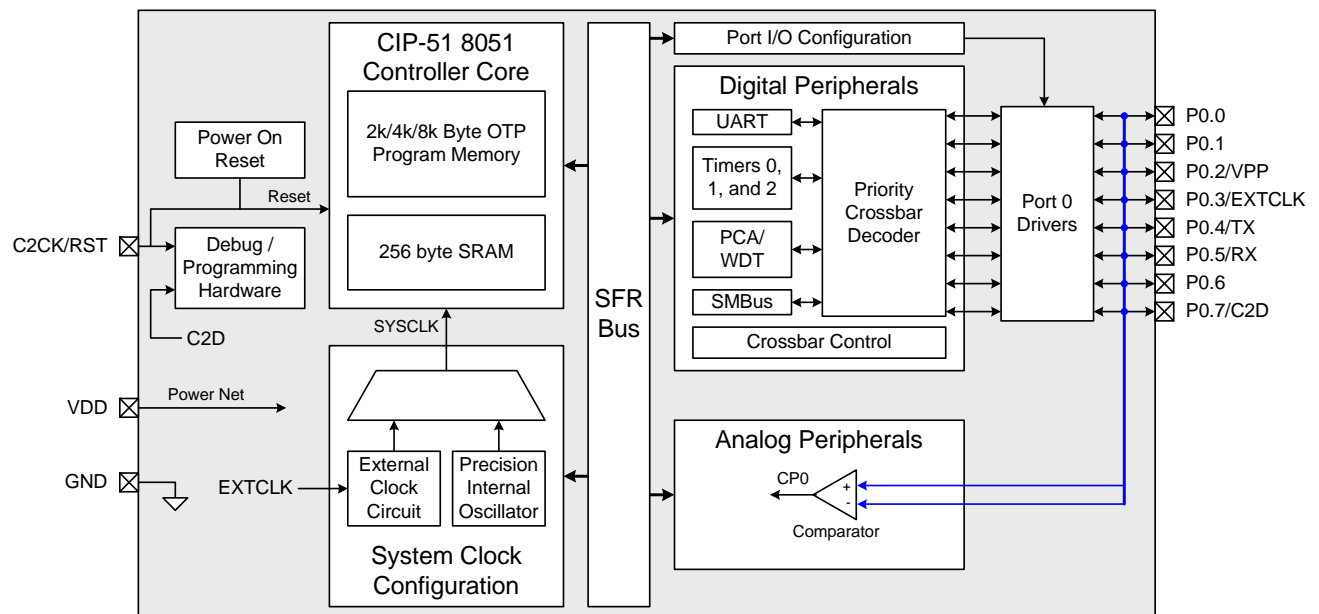 CIP-51 8051
Controller Core
2k/4k/8k Byte OTP
Program Memory
256 byte SRAM
Power On
Reset
Reset
C2CK/RST
Debug /
Programming
Hardware
C2D
VDD
Power Net
GND
SYSCLK
EXTCLK
External
Clock
Circuit
Precision
Internal
Oscillator
System Clock
Configuration
SFR
Bus
Port I/O Configuration
Digital Peripherals
UART
Timers 0,
1, and 2
PCA/
WDT
SMBus
Priority
Crossbar
Decoder
Crossbar Control
Port 0
Drivers
P0.0
P0.1
P0.2/VPP
P0.3/EXTCLK
P0.4/TX
P0.5/RX
P0.6
P0.7/C2D
Analog Peripherals
CP0
+
-
Comparator